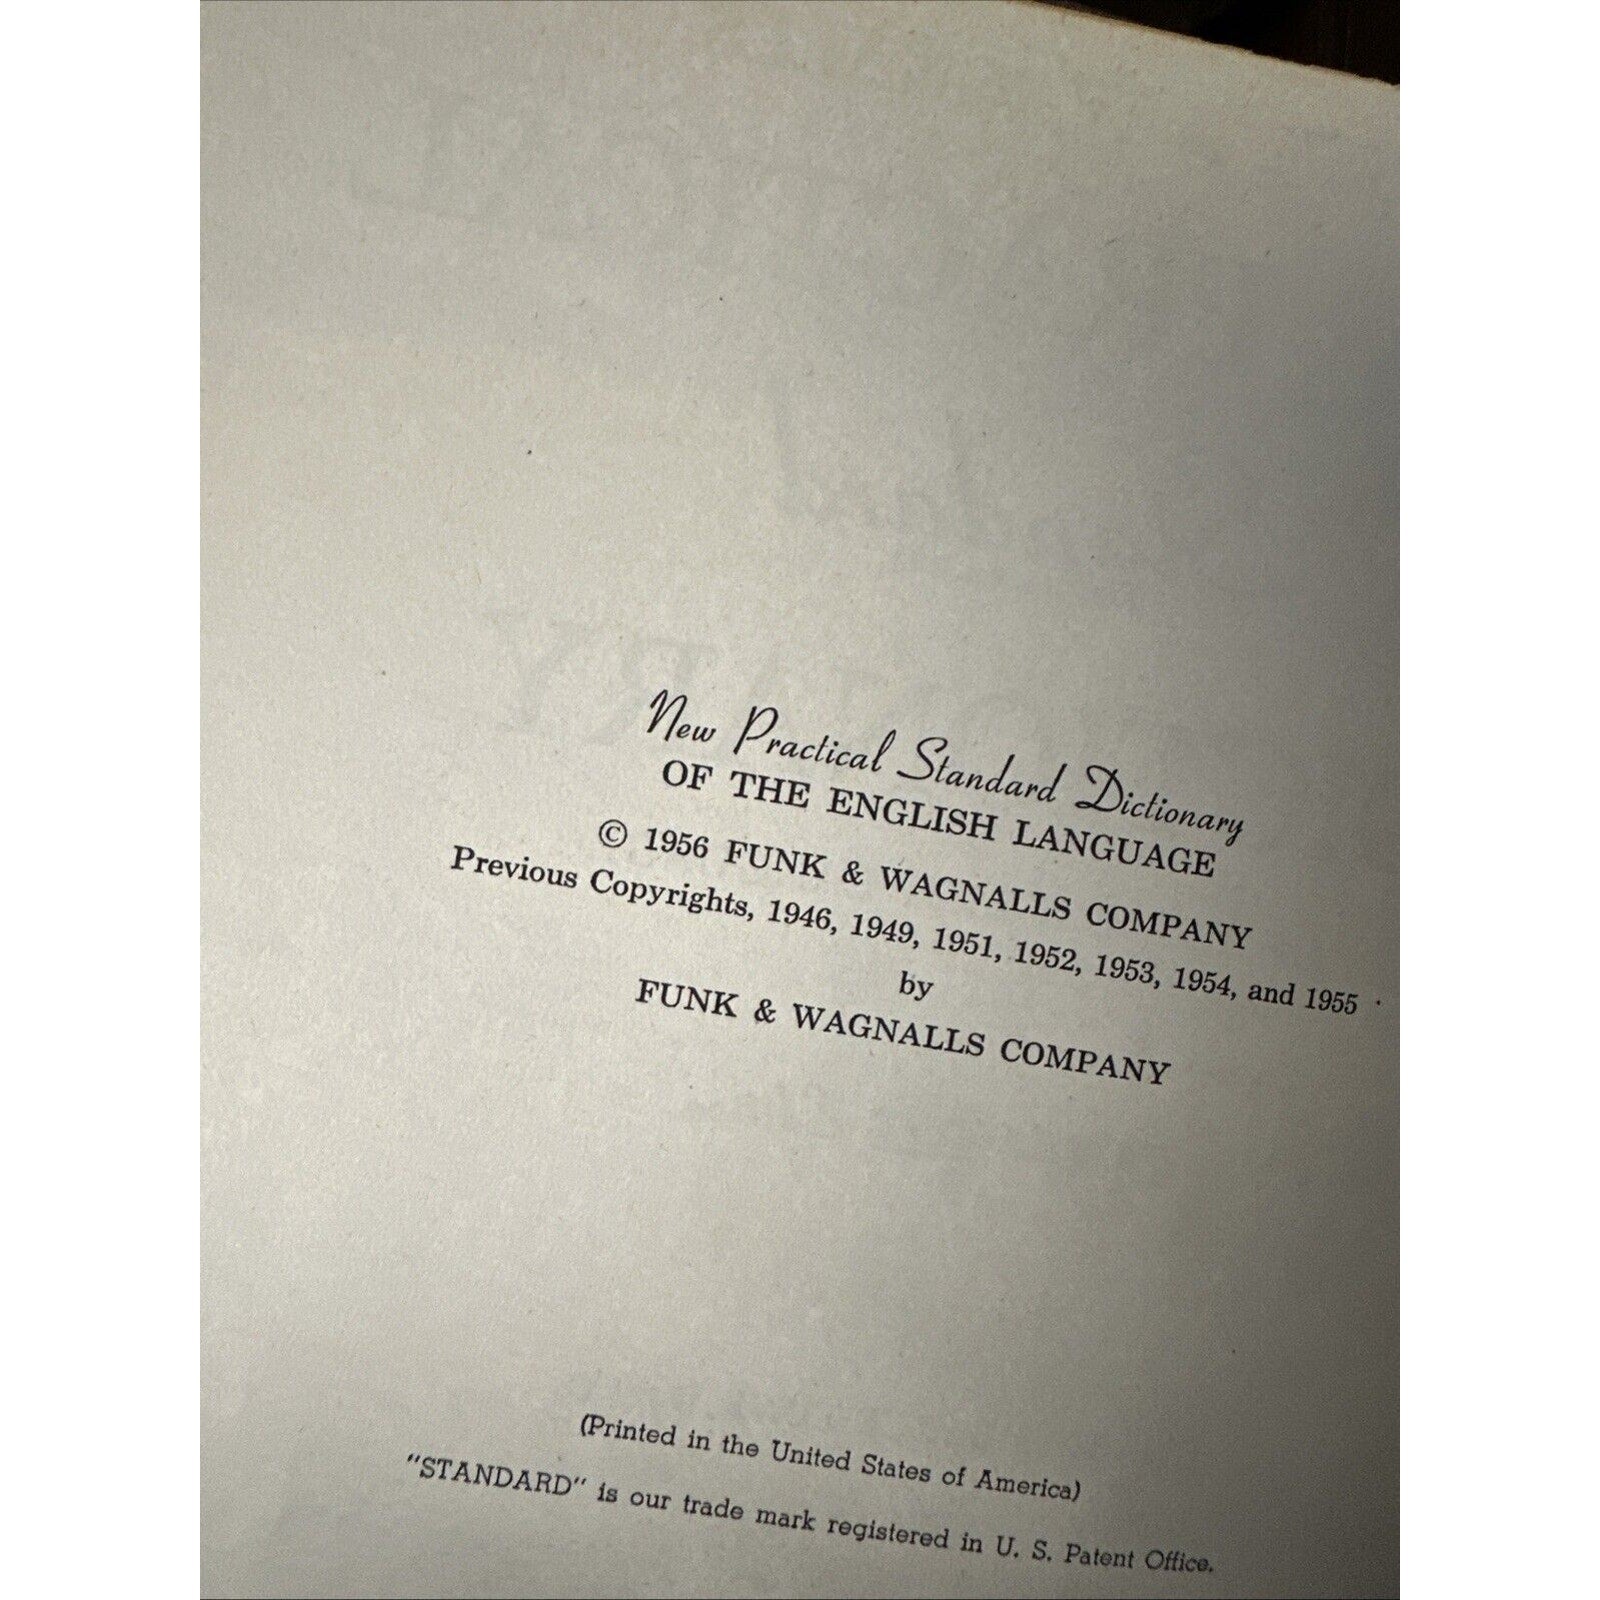 New Practical Standard Dictionary
OF THE ENGLISH LANGUAGE
© 1956 FUNK & WAGNALLS COMPANY
Previous Copyrights, 1946, 1949, 1951, 1952, 1953, 1954, and 1955
by
FUNK & WAGNALLS COMPANY
(Printed in the United States of America)
"STANDARD" is our trade mark registered in U. S. Patent Office.